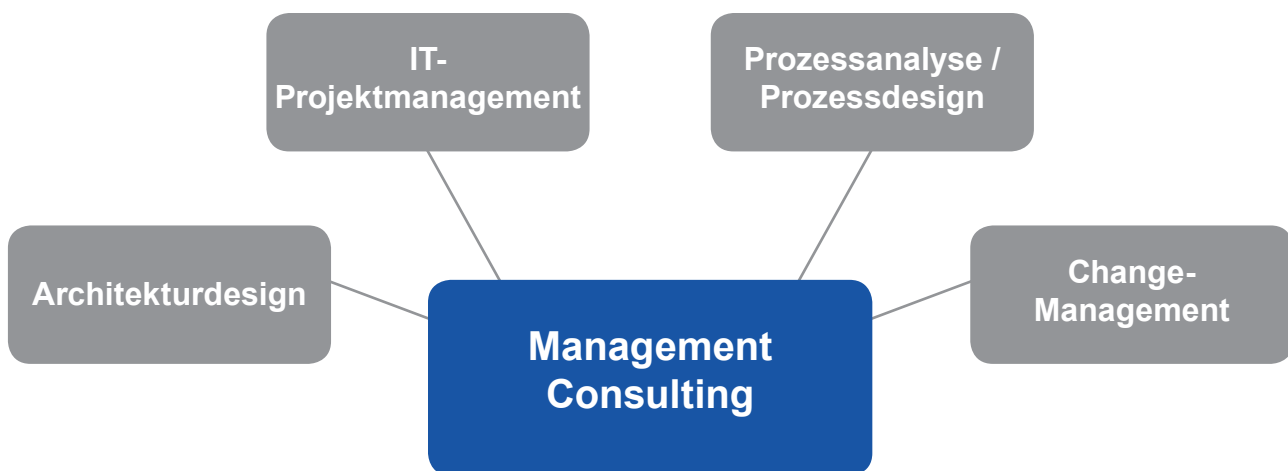 IT-
Projektmanagement
Prozessanalyse /
Prozessdesign
Architekturdesign
Change-
Management
Management
Consulting